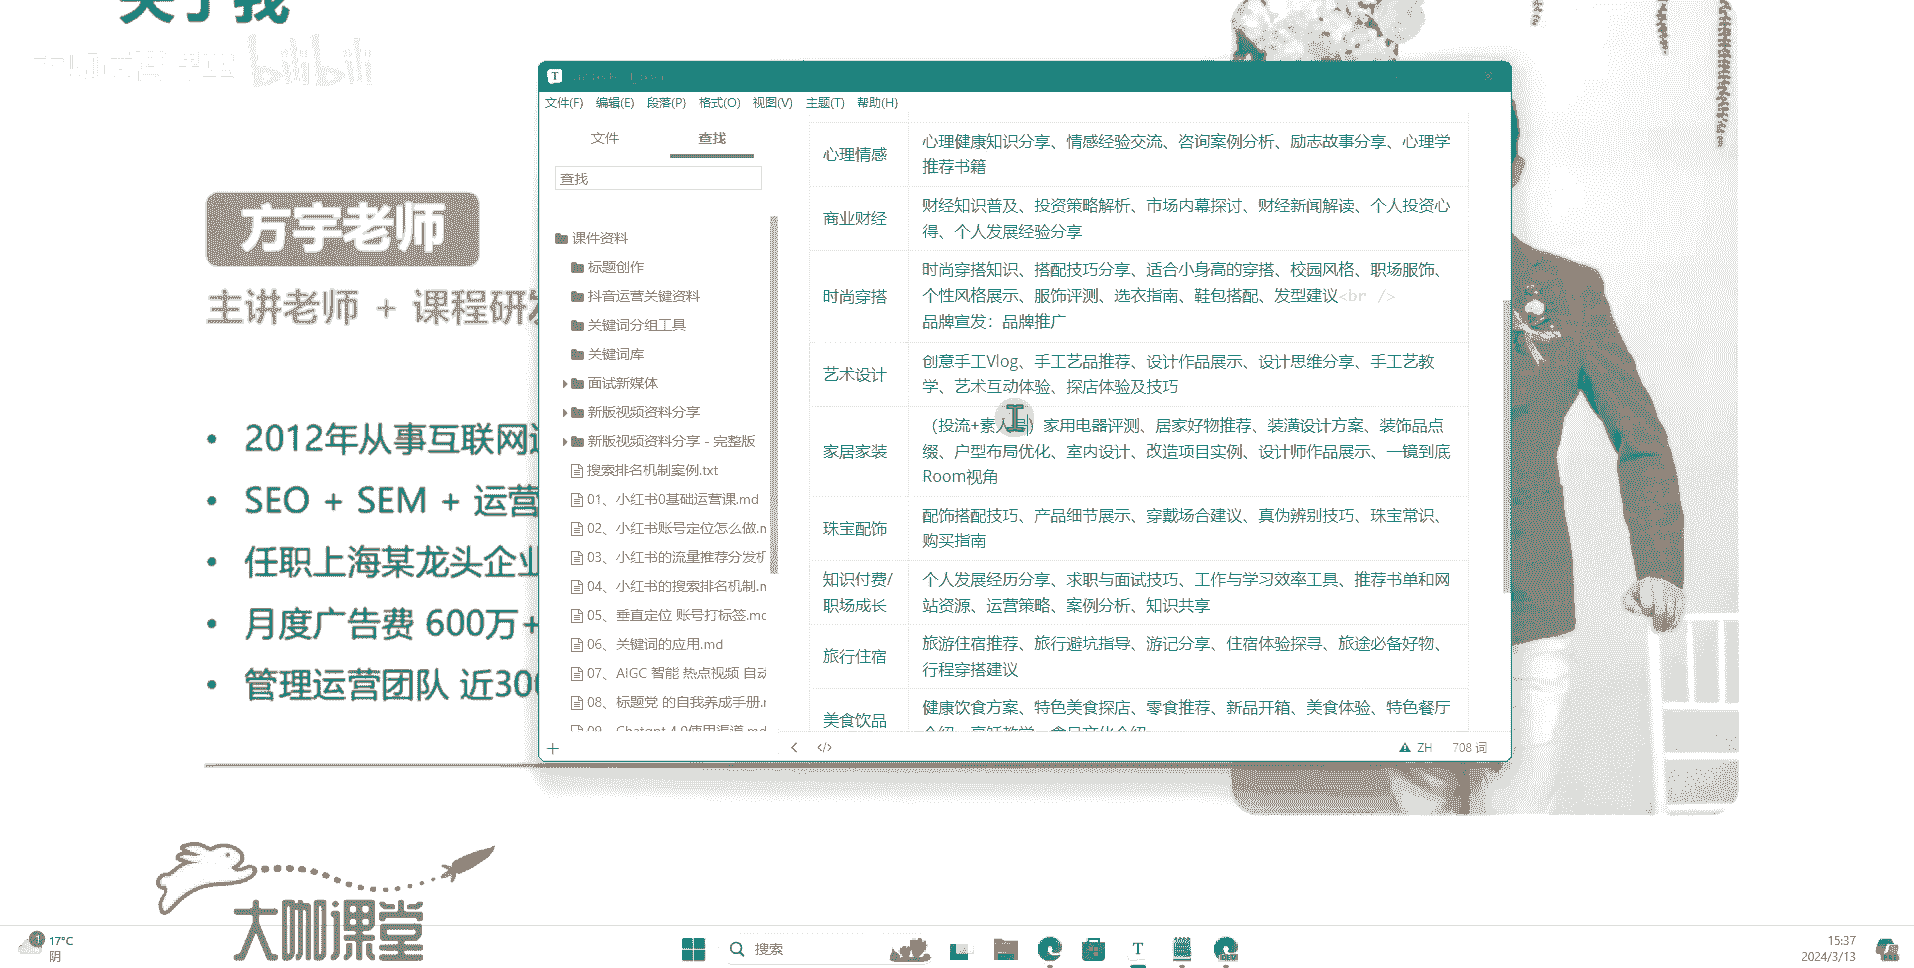 关于我
bilibili
方宇老师
主讲老师 + 课程研发
2012年从事互联网
SEO + SEM + 运营
任职上海某龙头企业
月度广告费 600万+
管理运营团队 近300
大咖课堂
文件(F) 编辑(E) 段落(P) 格式(O) 视图(V) 主题(T) 帮助(H)
文件 查找
查找
课件资料
标题创作
抖音运营关键资料
关键词分组工具
关键词库
面试新媒体
新版视频资料分享
新版视频资料分享 - 完整版
搜索排名机制案例.txt
01、小红书0基础运营课.md
02、小红书账号定位怎么做.m
03、小红书的流量推荐分发机
04、小红书的搜索排名机制.m
05、垂直定位 账号打标签.mc
06、关键词的应用.md
07、AIGC 智能 热点视频 自动
08、标题党 的自我养成手册.r
09、Chatgpt 4.0使用渠道.md
心理情感
心理健康知识分享、情感经验交流、咨询案例分析、励志故事分享、心理学
推荐书籍
商业财经
财经知识普及、投资策略解析、市场内幕探讨、财经新闻解读、个人投资心
得、个人发展经验分享
时尚穿搭
时尚穿搭知识、搭配技巧分享、适合小身高的穿搭、校园风格、职场服饰、
个性风格展示、服饰评测、选衣指南、鞋包搭配、发型建议<br />
品牌宣发：品牌推广
艺术设计
创意手工Vlog、手工艺品推荐、设计作品展示、设计思维分享、手工艺教
学、艺术互动体验、探店体验及技巧
家居家装
（投流+素人号）家用电器评测、居家好物推荐、装潢设计方案、装饰品点
缀、户型布局优化、室内设计、改造项目实例、设计师作品展示、一镜到底
Room视角
珠宝配饰
配饰搭配技巧、产品细节展示、穿戴场合建议、真伪辨别技巧、珠宝常识、
购买指南
知识付费/
职场成长
个人发展经历分享、求职与面试技巧、工作与学习效率工具、推荐书单和网
站资源、运营策略、案例分析、知识共享
旅行住宿
旅游住宿推荐、旅行避坑指导、游记分享、住宿体验探寻、旅途必备好物、
行程穿搭建议
美食饮品
健康饮食方案、特色美食探店、零食推荐、新品开箱、美食体验、特色餐厅
介绍、烹饪教学、食品文化介绍
ZH 708 词
17°C
阴
搜索
15:37
2024/3/13